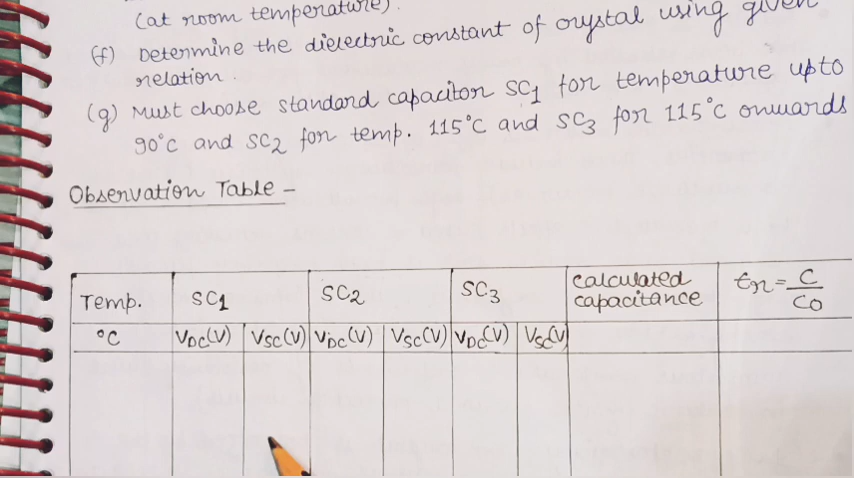 (at room temperature).
(f) Determine the dielectric constant of crystal using given
relation.
(g) Must choose standard capacitor SC1 for temperature upto
90°C and SC2 for temp. 115°C and SC3 for 115°C onwards
Observation Table -
Temp. SC1 SC2 SC3 calculated capacitance εr = C/C0
°C VDC(V) VSC(V) VDC(V) VSC(V) VDC(V) VSC(V)